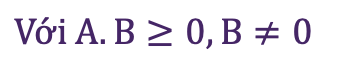 Với A. B ≥ 0, B ≠ 0